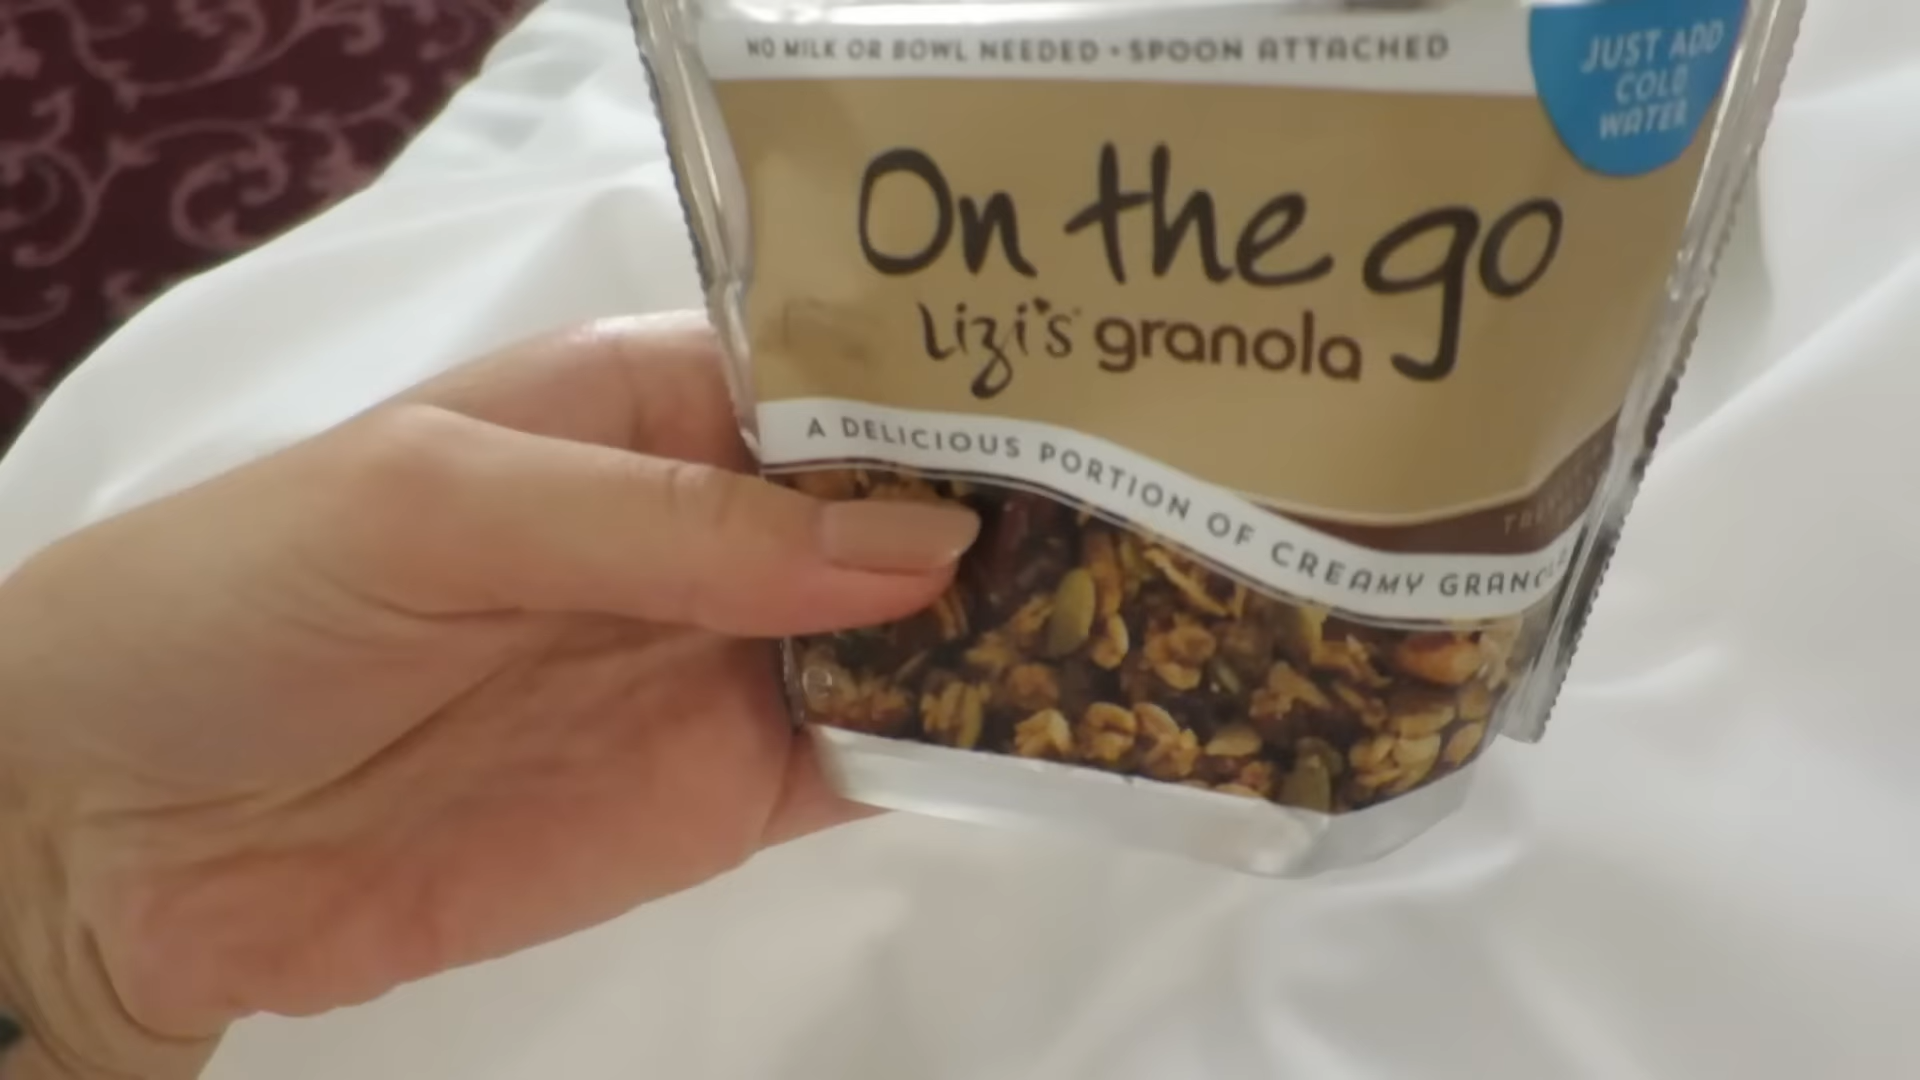 NO MILK OR BOWL NEEDED • SPOON ATTACHED
JUST ADD
COLD
WATER
On the go
Lizi's granola
A DELICIOUS PORTION OF CREAMY GRANOLA